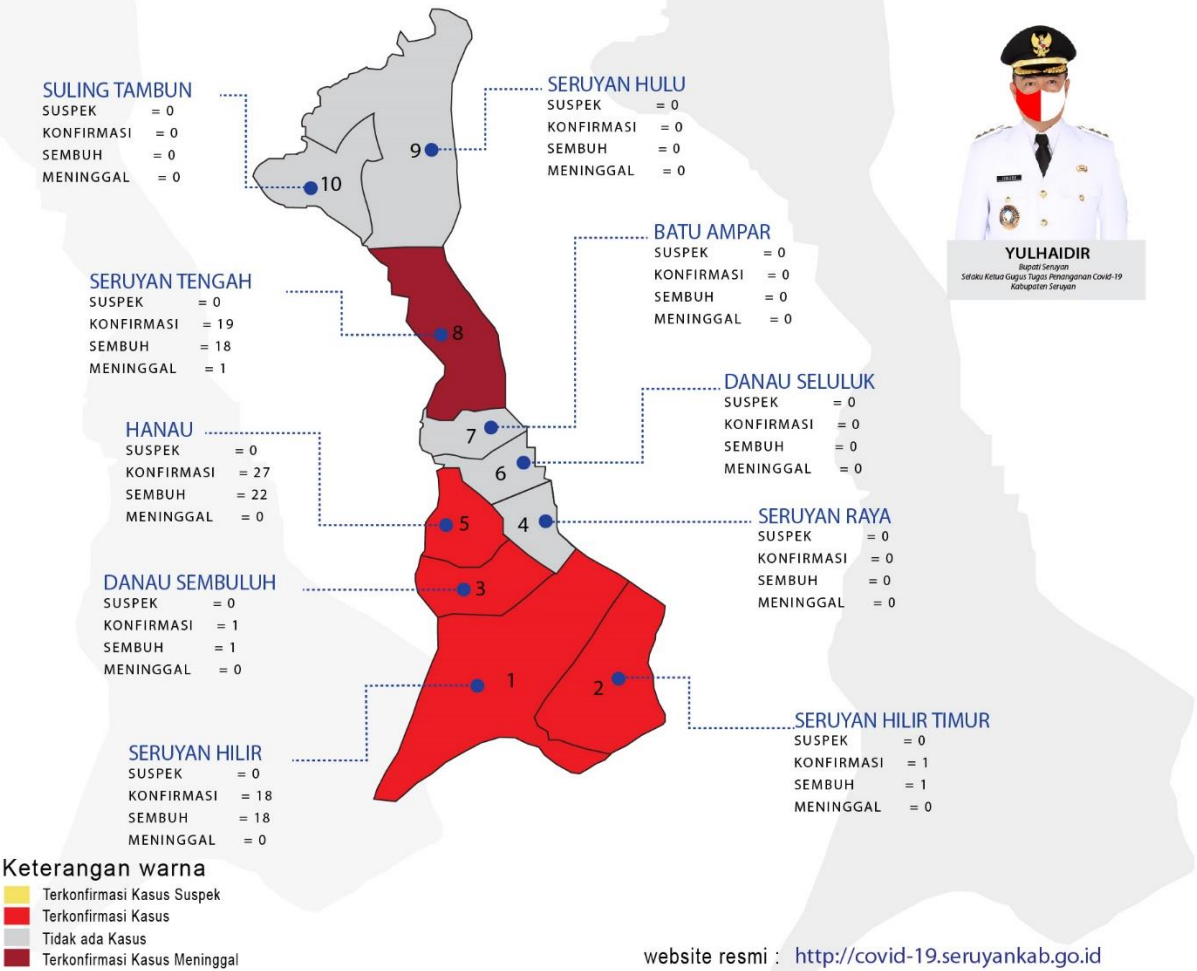 SULING TAMBUN
SUSPEK = 0
KONFIRMASI = 0
SEMBUH = 0
MENINGGAL = 0
SERUYAN HULU
SUSPEK = 0
KONFIRMASI = 0
SEMBUH = 0
MENINGGAL = 0
YULHAIDIR
Bupati Seruyan
Selaku Ketua Gugus Tugas Penanganan Covid-19
Kabupaten Seruyan
9
10
BATU AMPAR
SUSPEK = 0
KONFIRMASI = 0
SEMBUH = 0
MENINGGAL = 0
SERUYAN TENGAH
SUSPEK = 0
KONFIRMASI = 19
SEMBUH = 18
MENINGGAL = 1
8
DANAU SELULUK
SUSPEK = 0
KONFIRMASI = 0
SEMBUH = 0
MENINGGAL = 0
HANAU
SUSPEK = 0
KONFIRMASI = 27
SEMBUH = 22
MENINGGAL = 0
7
6
5
4
SERUYAN RAYA
SUSPEK = 0
KONFIRMASI = 0
SEMBUH = 0
MENINGGAL = 0
DANAU SEMBULUH
SUSPEK = 0
KONFIRMASI = 1
SEMBUH = 1
MENINGGAL = 0
3
1
2
SERUYAN HILIR TIMUR
SUSPEK = 0
KONFIRMASI = 1
SEMBUH = 1
MENINGGAL = 0
SERUYAN HILIR
SUSPEK = 0
KONFIRMASI = 18
SEMBUH = 18
MENINGGAL = 0
Keterangan warna
Terkonfirmasi Kasus Suspek
Terkonfirmasi Kasus
Tidak ada Kasus
Terkonfirmasi Kasus Meninggal
website resmi : http://covid-19.seruyankab.go.id